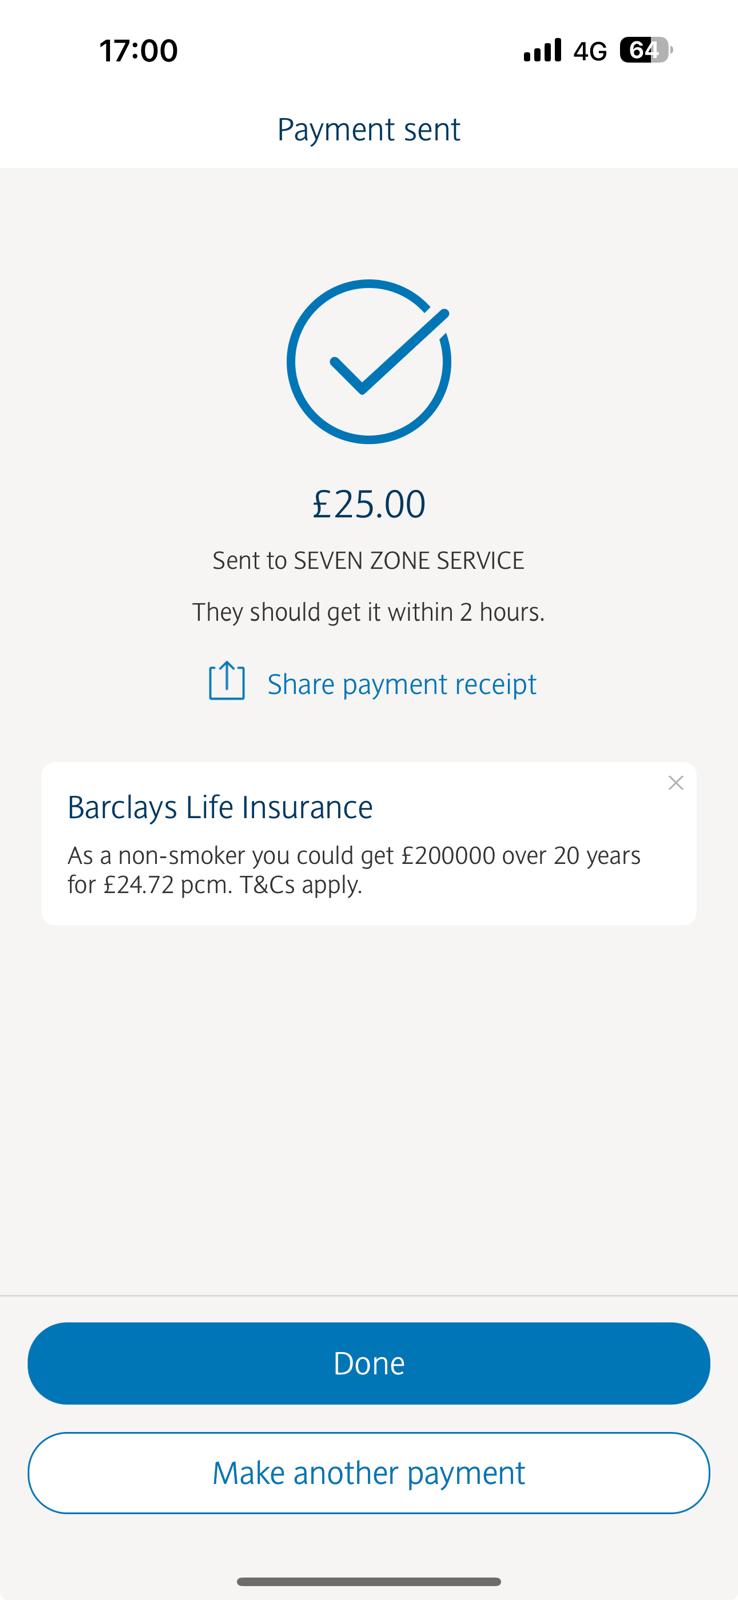 17:00 4G 64
Payment sent
£25.00
Sent to SEVEN ZONE SERVICE
They should get it within 2 hours.
Share payment receipt
Barclays Life Insurance
As a non-smoker you could get £200000 over 20 years
for £24.72 pcm. T&Cs apply.
Done
Make another payment